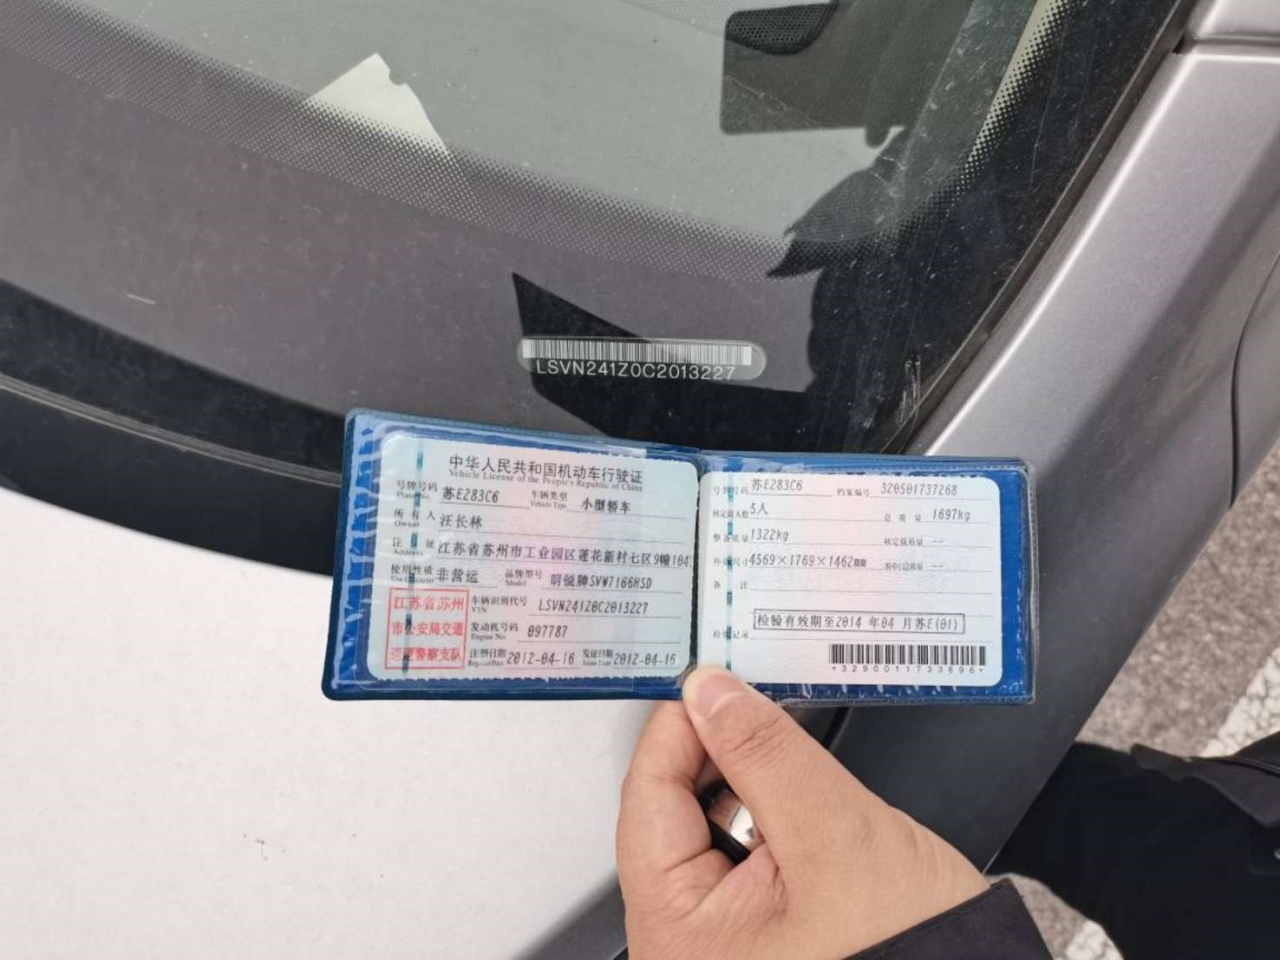 LSVN241Z0C2013227
中华人民共和国机动车行驶证
Vehicle License of the People's Republic of China
号牌号码 苏E283C6 车辆类型 小型轿车
Plate No. Vehicle Type
所有人 汪长林
Owner
住址 江苏省苏州市工业园区莲花新村七区9幢104
Address
使用性质 非营运 品牌型号 明锐牌SVW7166HSD
Use Character Model
江苏省苏州
市公安局交通
巡逻警察支队
车辆识别代号 LSVN241Z0C2013227
VIN
发动机号码 097787
Engine No.
注册日期 2012-04-16 发证日期 2012-04-16
Register Date Issue Date
号牌号码 苏E283C6 档案编号 320501737268
核定载人数 5人 总质量 1697kg
整备质量 1322kg 核定载质量 --
外廓尺寸 4569×1769×1462mm 准牵引总质量 --
备注
检验有效期至2014年04月苏E(01)
检验记录
*3290011733896*